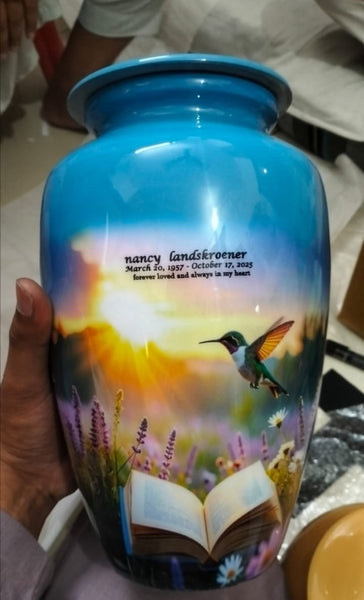 nancy landskroener
March 20, 1957 - October 17, 2025
forever loved and always in my heart